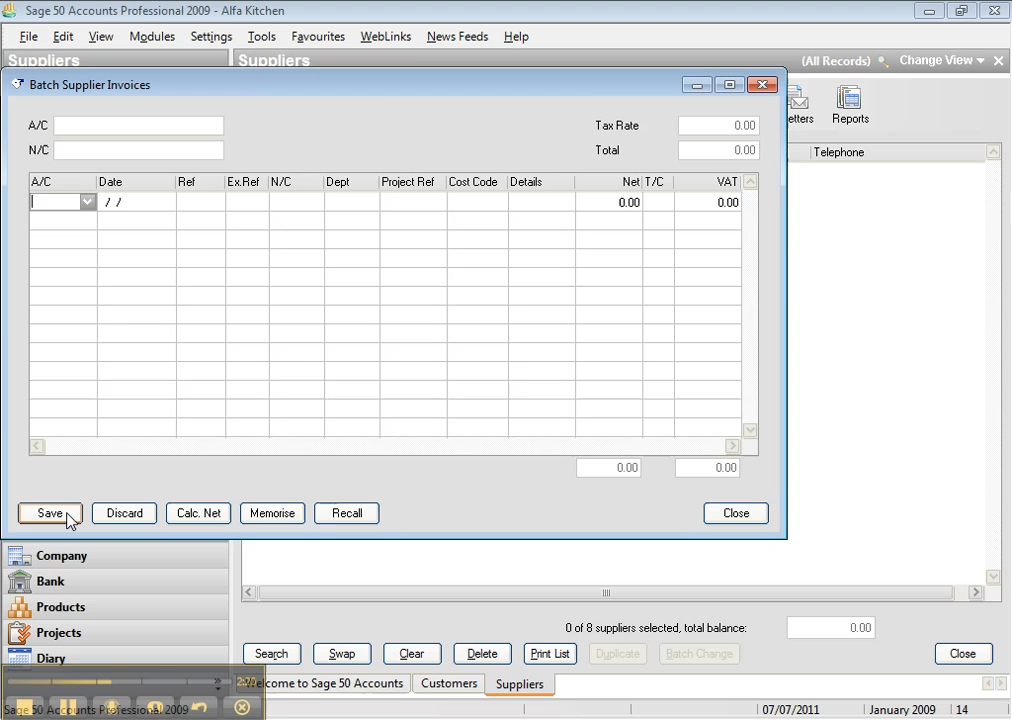 Sage 50 Accounts Professional 2009 - Alfa Kitchen
File Edit View Modules Settings Tools Favourites WebLinks News Feeds Help
Suppliers Suppliers (All Records) Change View
Batch Supplier Invoices
Reports
A/C Tax Rate 0.00
N/C Total 0.00
Telephone
A/C Date Ref Ex.Ref N/C Dept Project Ref Cost Code Details Net T/C VAT
/ / 0.00 0.00
0.00 0.00
Save Discard Calc. Net Memorise Recall Close
Company
Bank
Products
Projects
Diary
0 of 8 suppliers selected, total balance: 0.00
Search Swap Clear Delete Print List Duplicate Batch Change Close
elcome to Sage 50 Accounts Customers Suppliers
Sage 50 Accounts Professional 2009 07/07/2011 January 2009 14